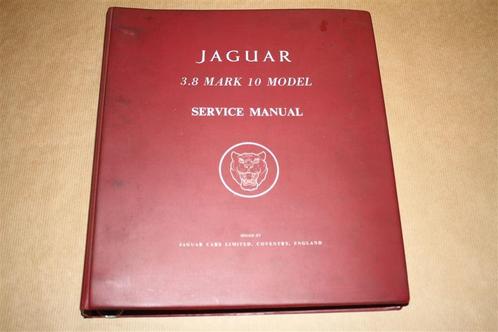 JAGUAR
3.8 MARK 10 MODEL
SERVICE MANUAL
ISSUED BY
JAGUAR CARS LIMITED, COVENTRY, ENGLAND